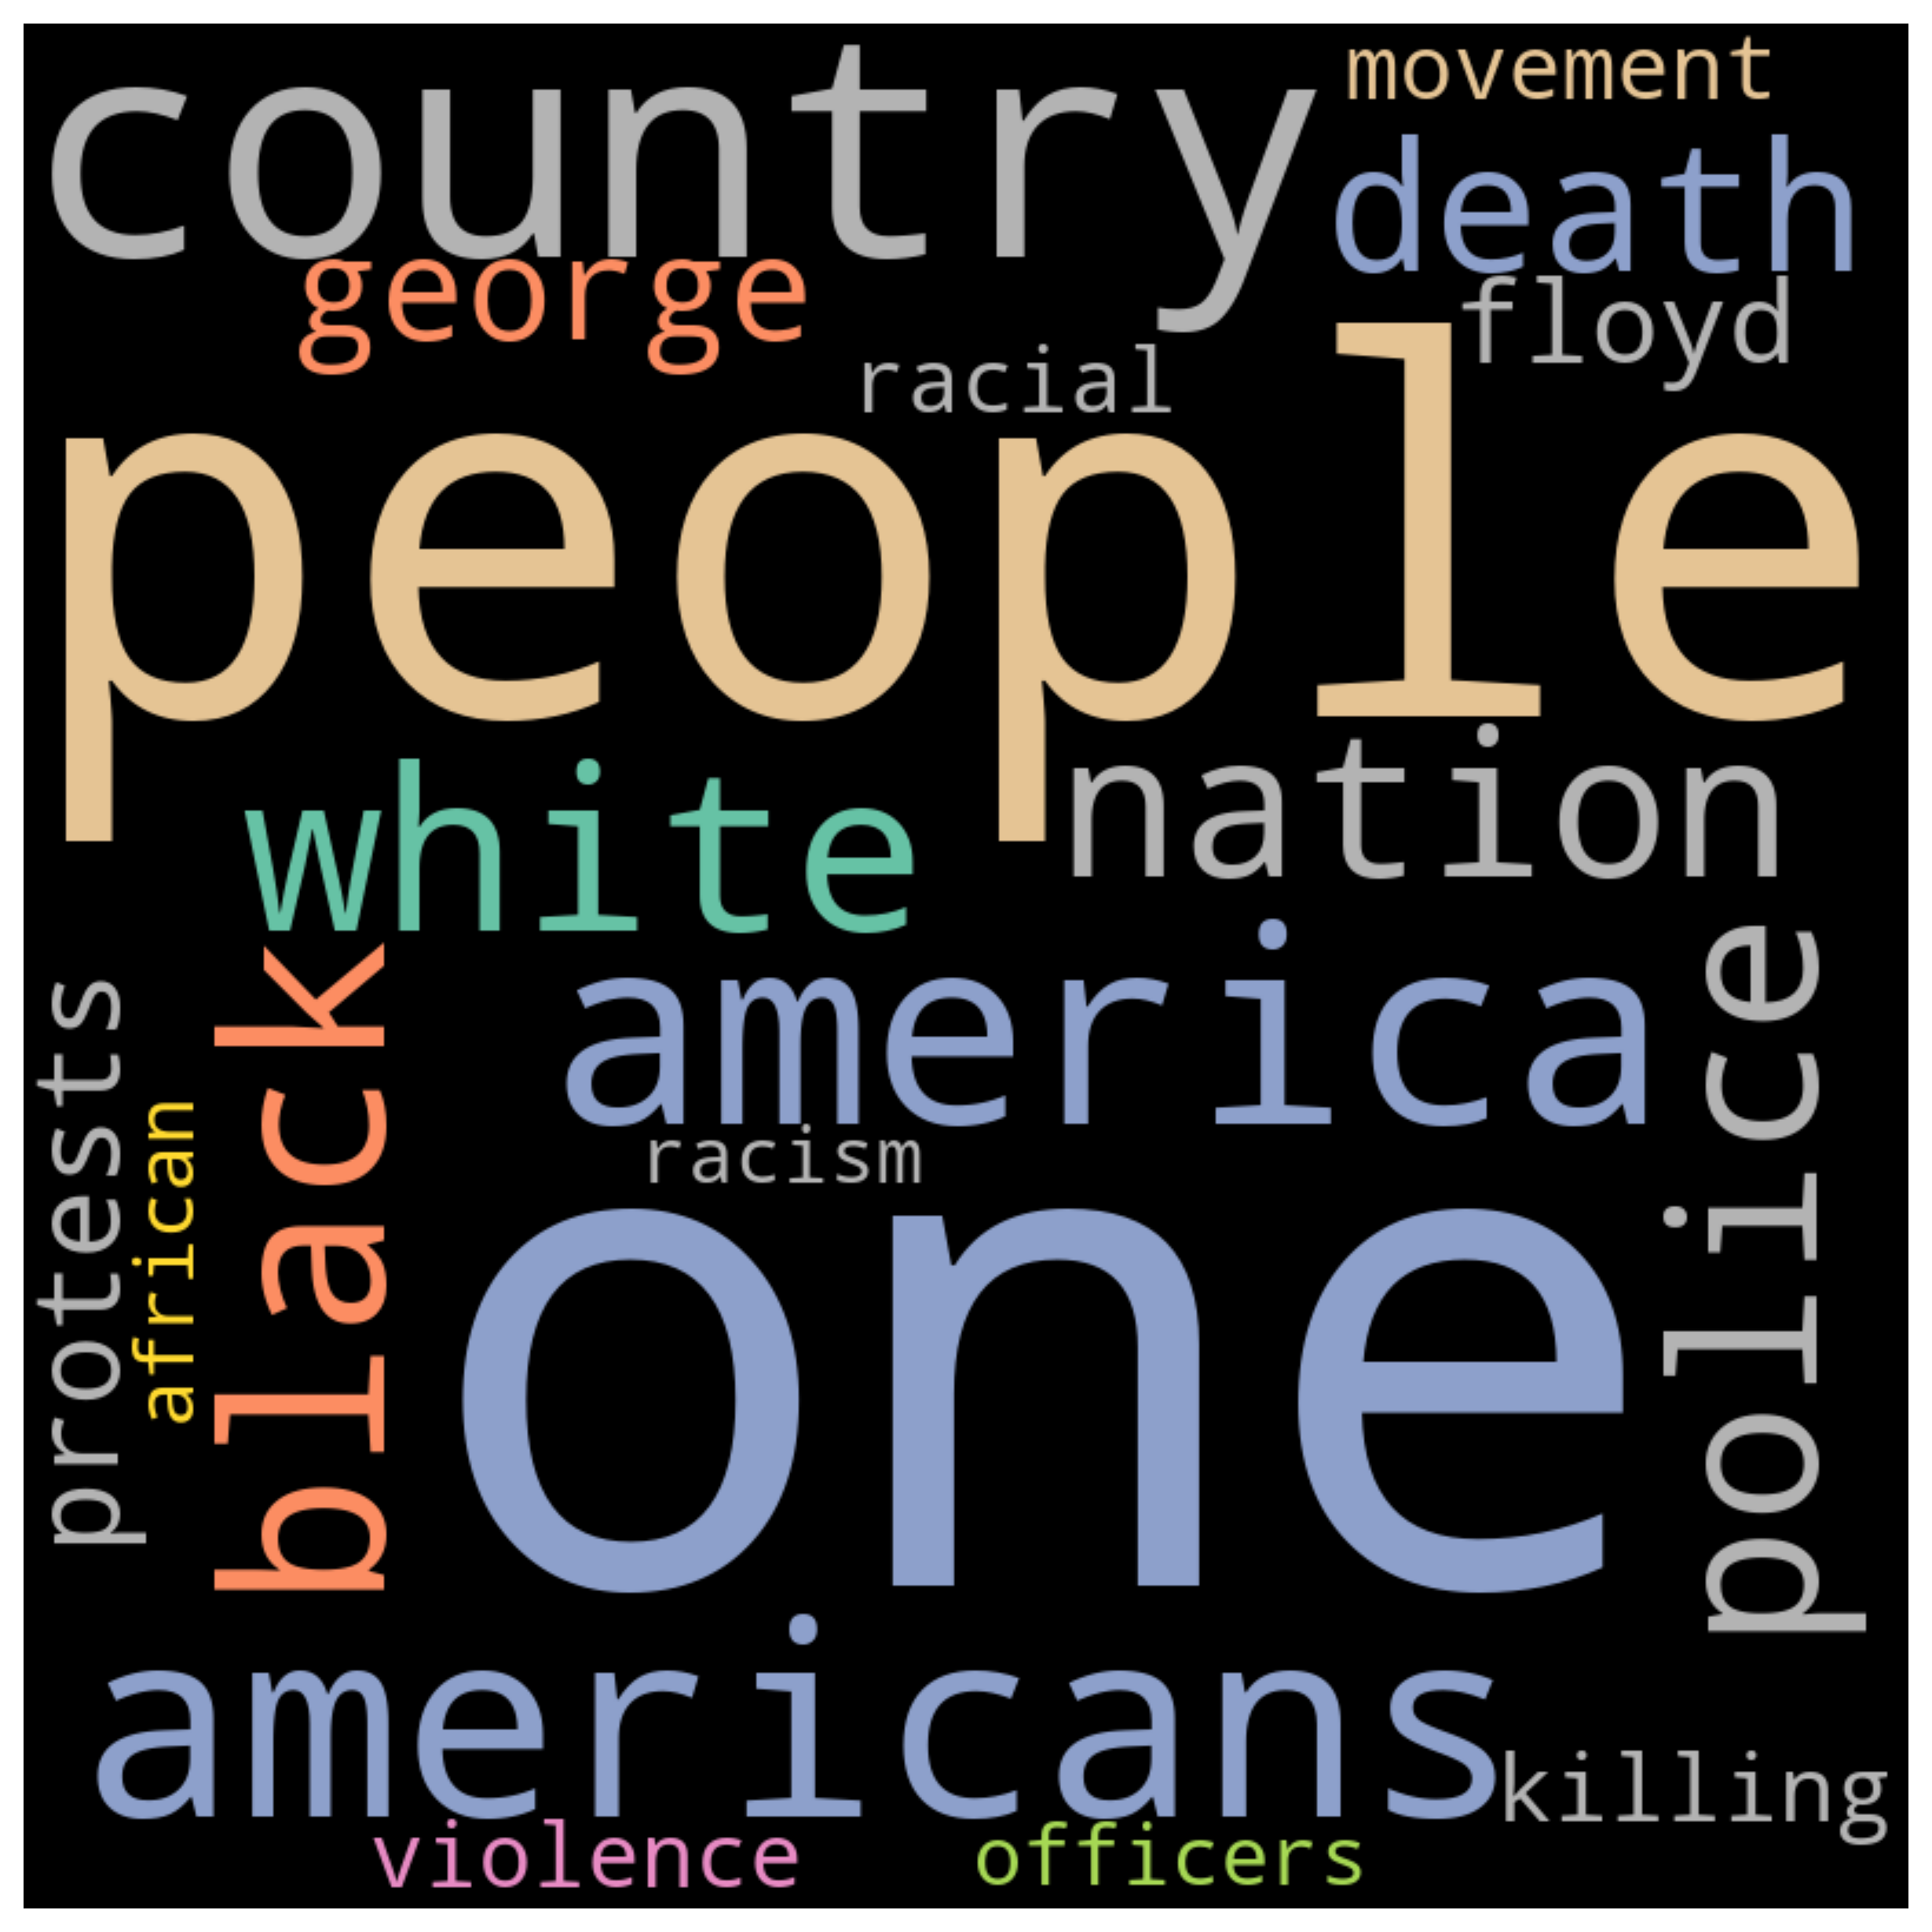 country
movement
death
george
floyd
racial
people
white
nation
america
police
protests
african
black
racism
one
americans
killing
violence
officers